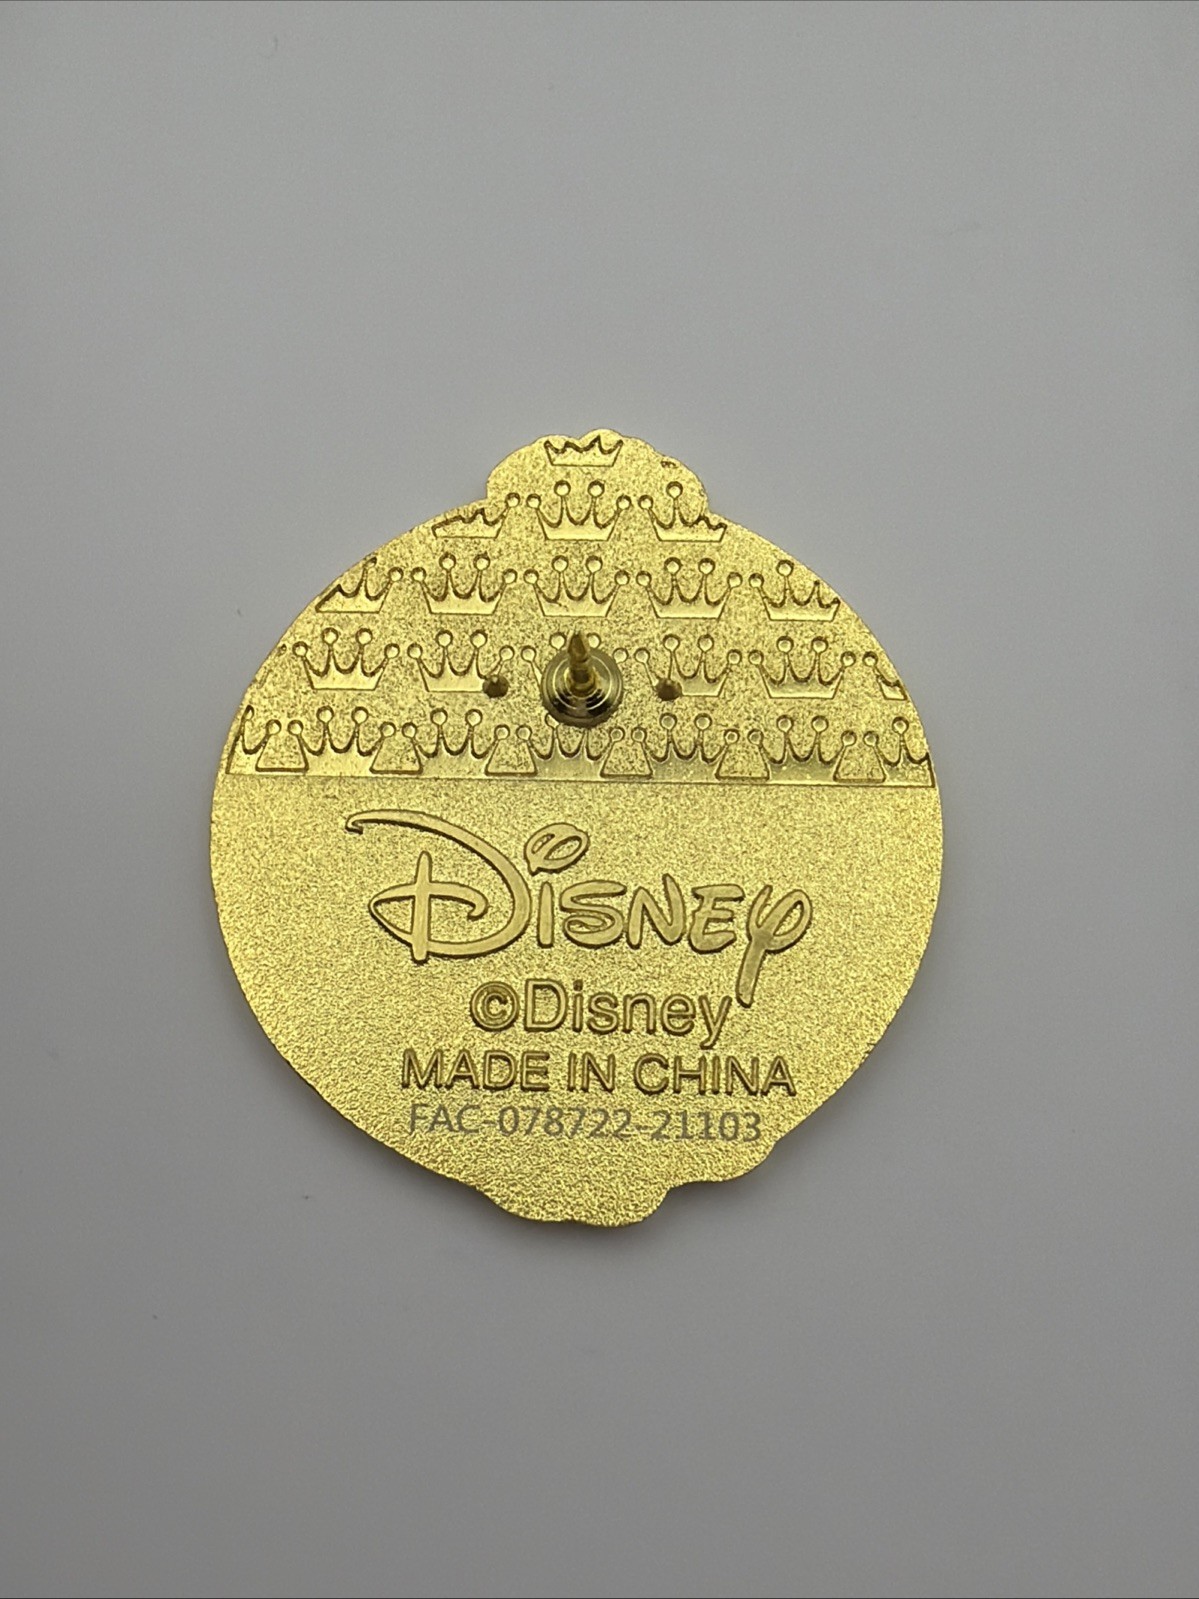 Disney
©Disney
MADE IN CHINA
FAC-078722-21103